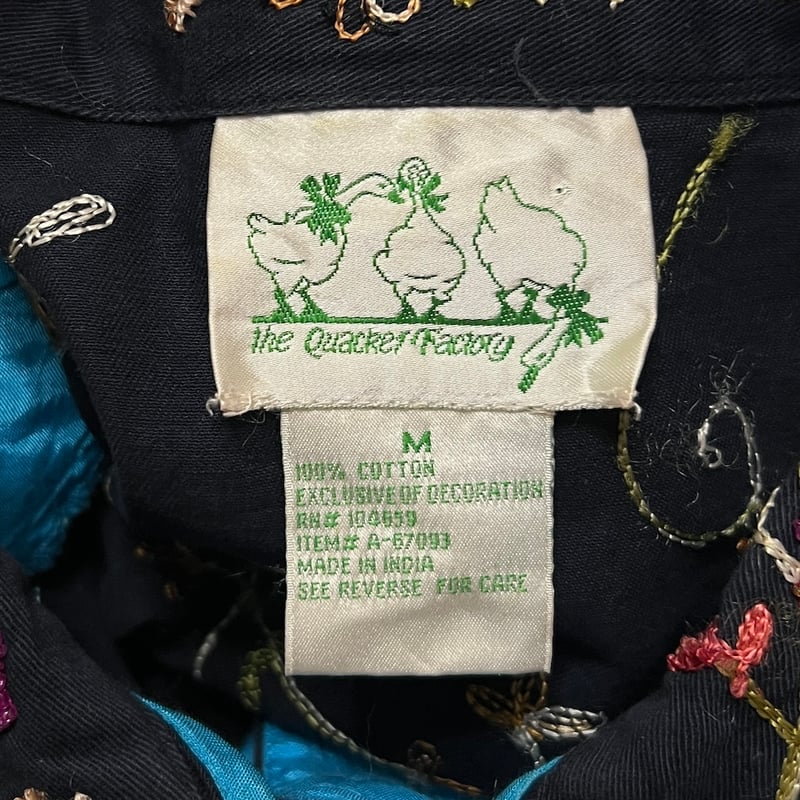 the Quacker Factory
M
100% COTTON
EXCLUSIVE OF DECORATION
RN# 104659
ITEM# A-67093
MADE IN INDIA
SEE REVERSE FOR CARE